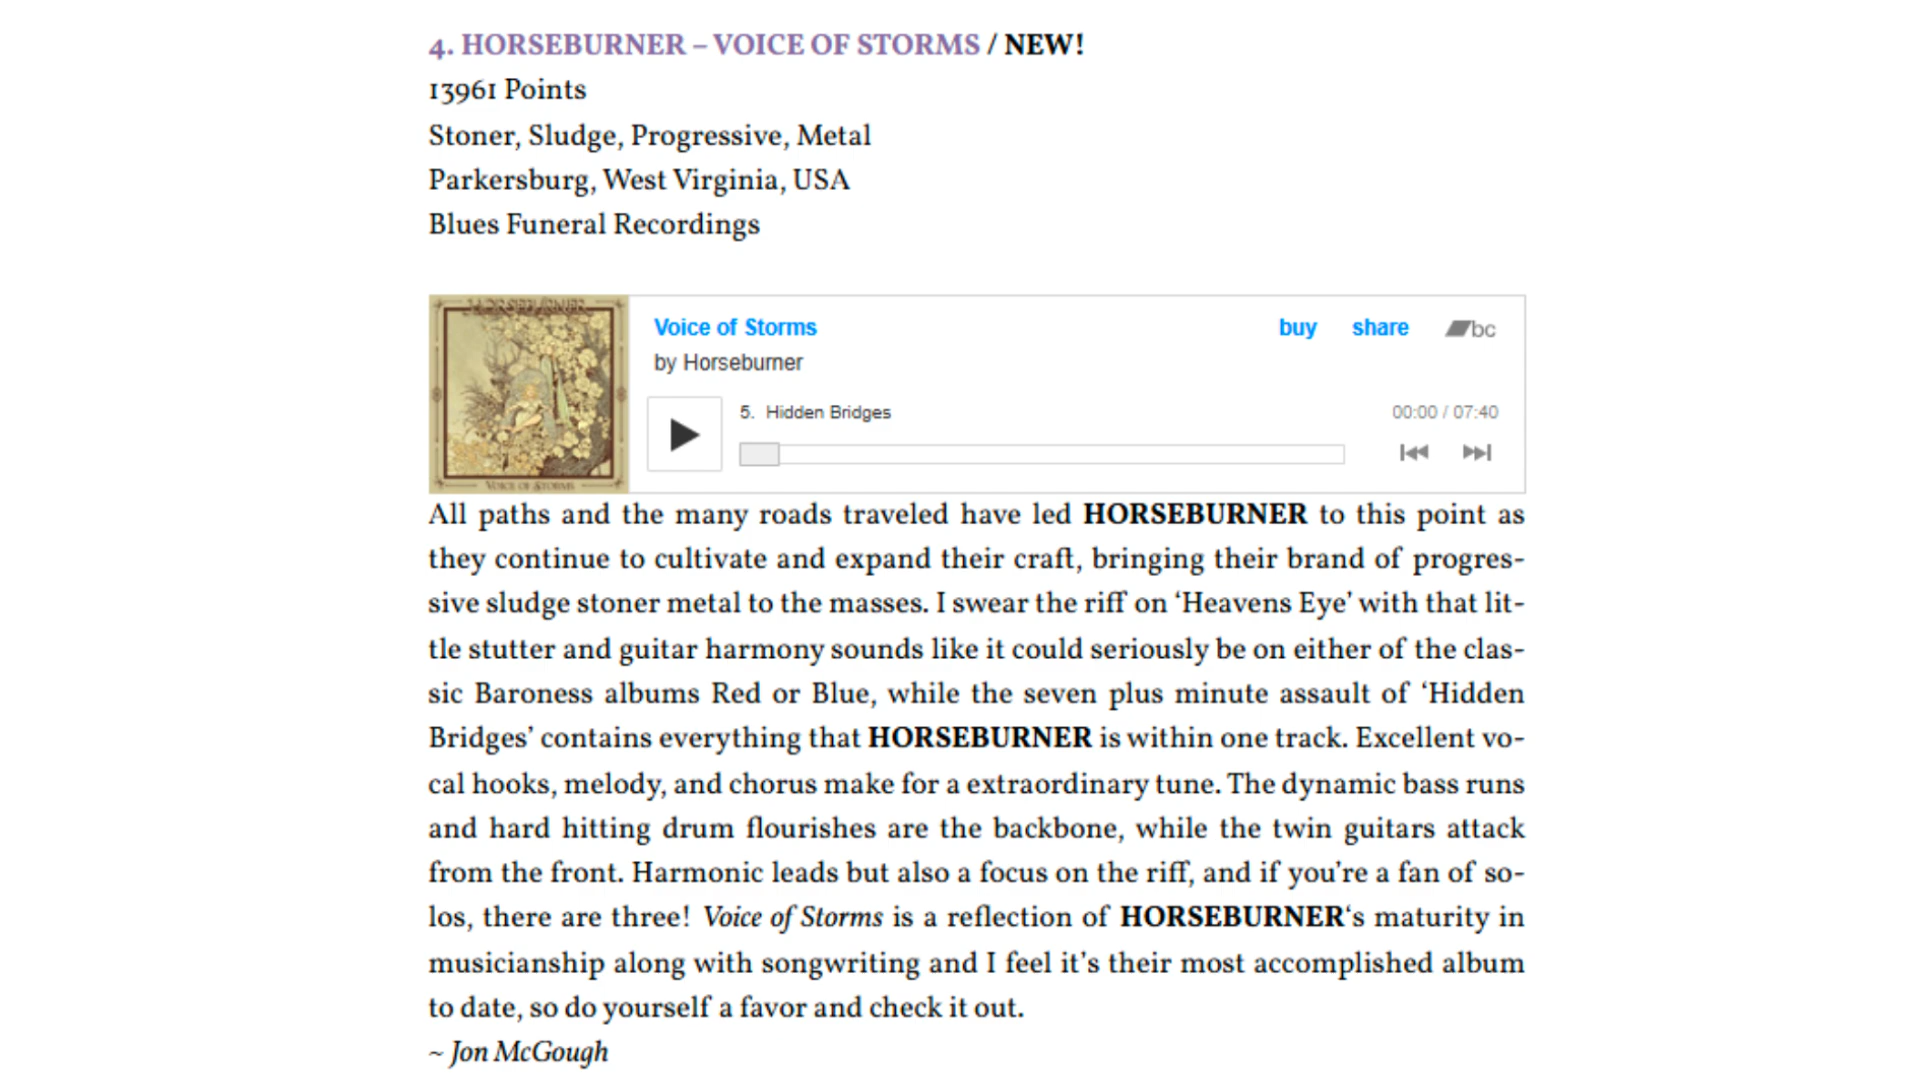 4. HORSEBURNER – VOICE OF STORMS / NEW!
13961 Points
Stoner, Sludge, Progressive, Metal
Parkersburg, West Virginia, USA
Blues Funeral Recordings
HORSEBURNER
VOICE OF STORMS
Voice of Storms
buy share bc
by Horseburner
5. Hidden Bridges
00:00 / 07:40
All paths and the many roads traveled have led HORSEBURNER to this point as
they continue to cultivate and expand their craft, bringing their brand of progres-
sive sludge stoner metal to the masses. I swear the riff on ‘Heavens Eye’ with that lit-
tle stutter and guitar harmony sounds like it could seriously be on either of the clas-
sic Baroness albums Red or Blue, while the seven plus minute assault of ‘Hidden
Bridges’ contains everything that HORSEBURNER is within one track. Excellent vo-
cal hooks, melody, and chorus make for a extraordinary tune. The dynamic bass runs
and hard hitting drum flourishes are the backbone, while the twin guitars attack
from the front. Harmonic leads but also a focus on the riff, and if you’re a fan of so-
los, there are three! Voice of Storms is a reflection of HORSEBURNER‘s maturity in
musicianship along with songwriting and I feel it’s their most accomplished album
to date, so do yourself a favor and check it out.
~ Jon McGough